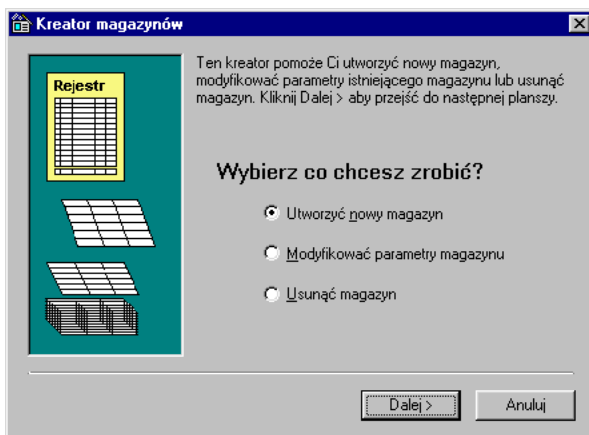 Kreator magazynów
Rejestr
Ten kreator pomoże Ci utworzyć nowy magazyn,
modyfikować parametry istniejącego magazynu lub usunąć
magazyn. Kliknij Dalej > aby przejść do następnej planszy.
Wybierz co chcesz zrobić?
Utworzyć nowy magazyn
Modyfikować parametry magazynu
Usunąć magazyn
Dalej >
Anuluj